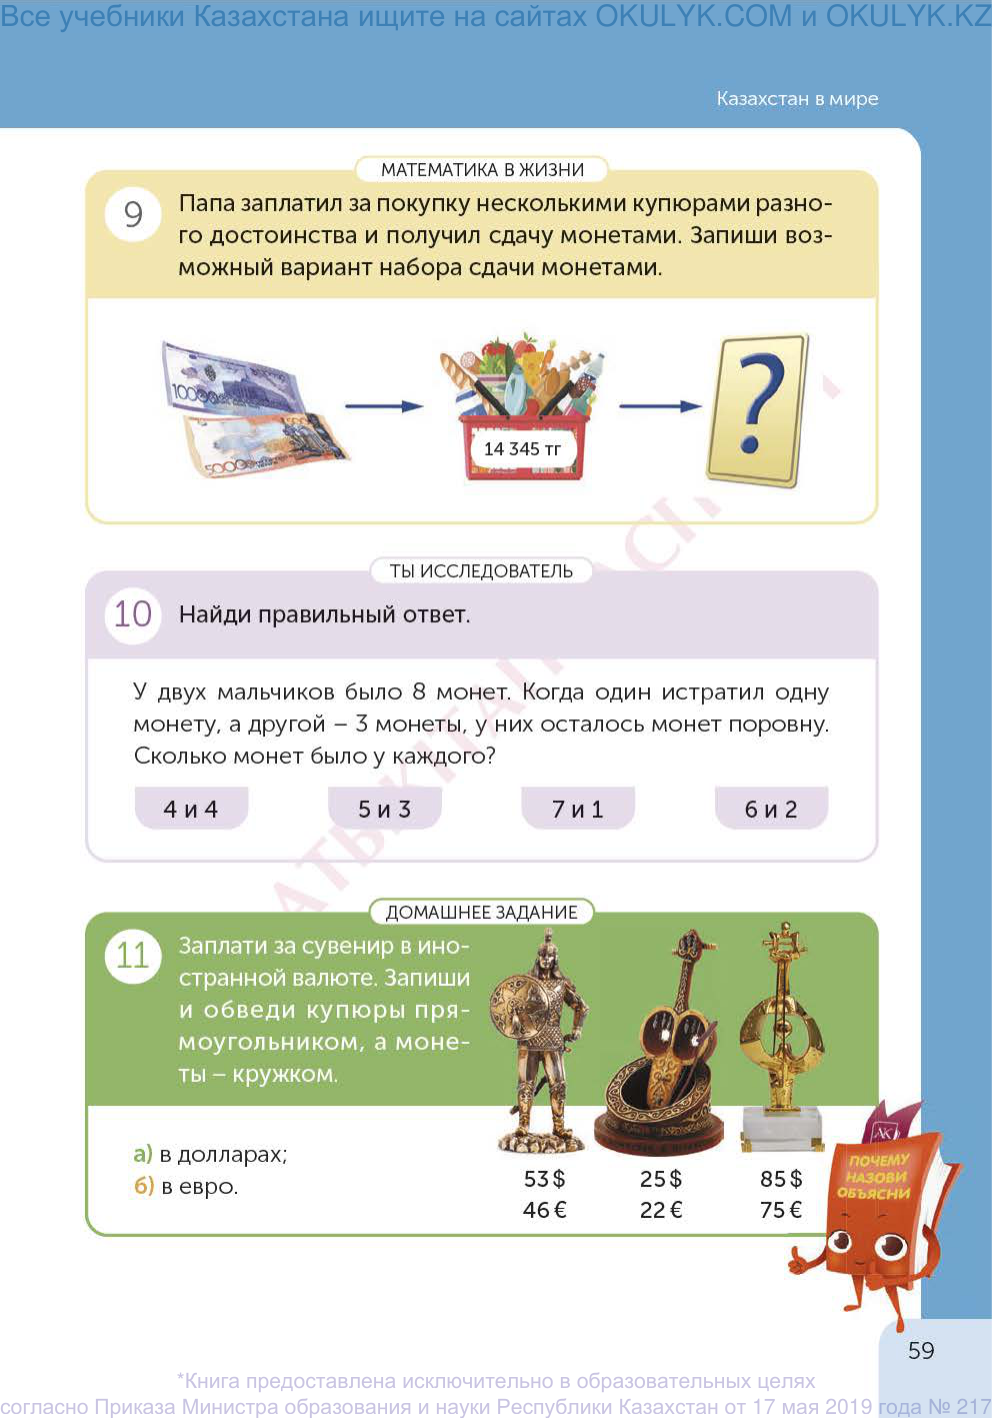 Все учебники Казахстана ищите на сайтах OKULYK.COM и OKULYK.KZ
Казахстан в мире
МАТЕМАТИКА В ЖИЗНИ
9
Папа заплатил за покупку несколькими купюрами разно-
го достоинства и получил сдачу монетами. Запиши воз-
можный вариант набора сдачи монетами.
10000
5000
14 345 тг
?
ТЫ ИССЛЕДОВАТЕЛЬ
10
Найди правильный ответ.
У двух мальчиков было 8 монет. Когда один истратил одну
монету, а другой – 3 монеты, у них осталось монет поровну.
Сколько монет было у каждого?
4 и 4
5 и 3
7 и 1
6 и 2
ДОМАШНЕЕ ЗАДАНИЕ
11
Заплати за сувенир в ино-
странной валюте. Запиши
и обведи купюры пря-
моугольником, а моне-
ты – кружком.
а) в долларах;
б) в евро.
53 $
25 $
85 $
46 €
22 €
75 €
ПОЧЕМУ
НАЗОВИ
ОБЪЯСНИ
59
*Книга предоставлена исключительно в образовательных целях
согласно Приказа Министра образования и науки Республики Казахстан от 17 мая 2019 года № 217